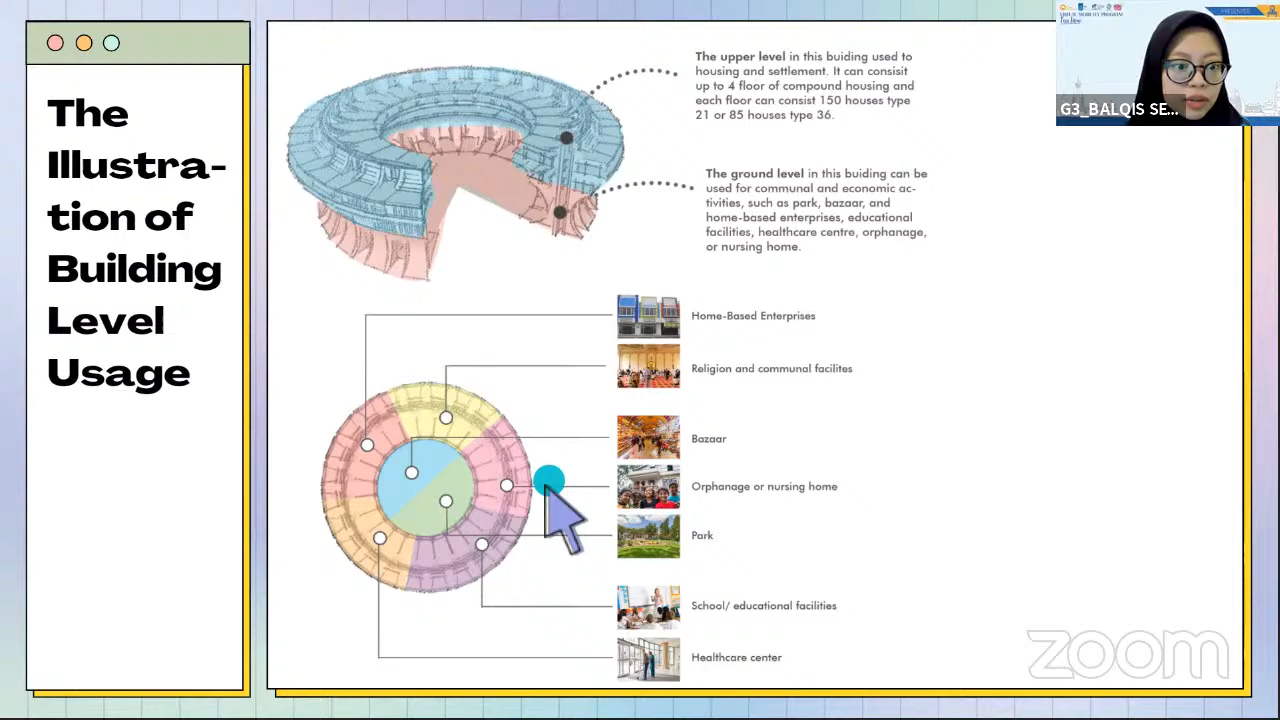 The
Illustra-
tion of
Building
Level
Usage
The upper level in this buiding used to
housing and settlement. It can consisit
up to 4 floor of compound housing and
each floor can consist 150 houses type
21 or 85 houses type 36.
The ground level in this buiding can be
used for communal and economic ac-
tivities, such as park, bazaar, and
home-based enterprises, educational
facilities, healthcare centre, orphanage,
or nursing home.
Home-Based Enterprises
Religion and communal facilites
Bazaar
Orphanage or nursing home
Park
School/ educational facilities
Healthcare center
VIRTUAL MOBILITY PROGRAM
PRESENTER
G3_BALQIS SE...
zoom